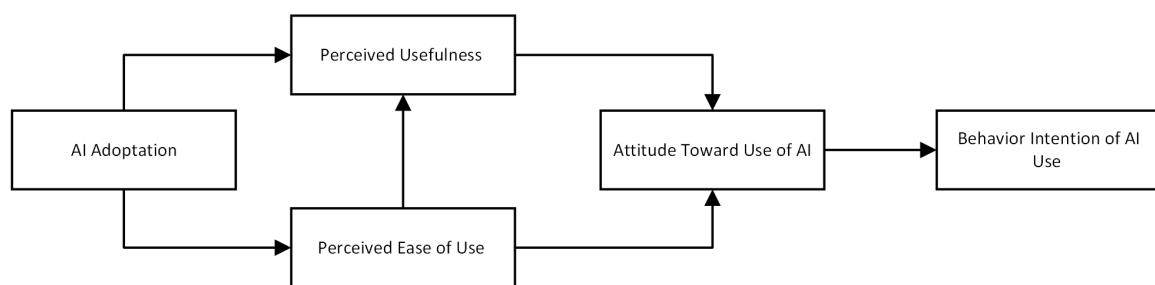 Perceived Usefulness
AI Adoptation
Attitude Toward Use of AI
Behavior Intention of AI
Use
Perceived Ease of Use